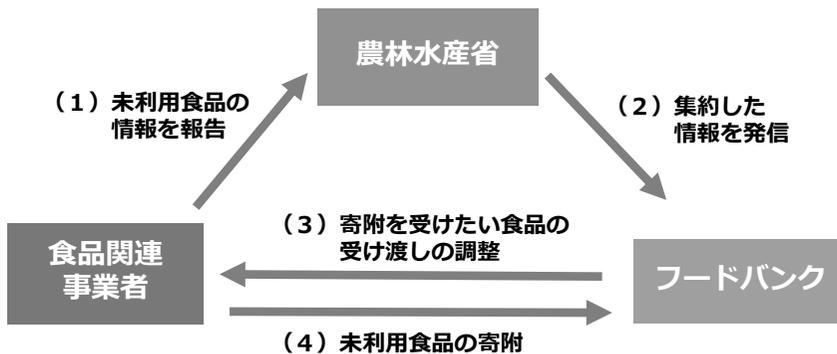 農林水産省
（１）未利用食品の
情報を報告
（２）集約した
情報を発信
（３）寄附を受けたい食品の
受け渡しの調整
食品関連
事業者
フードバンク
（４）未利用食品の寄附